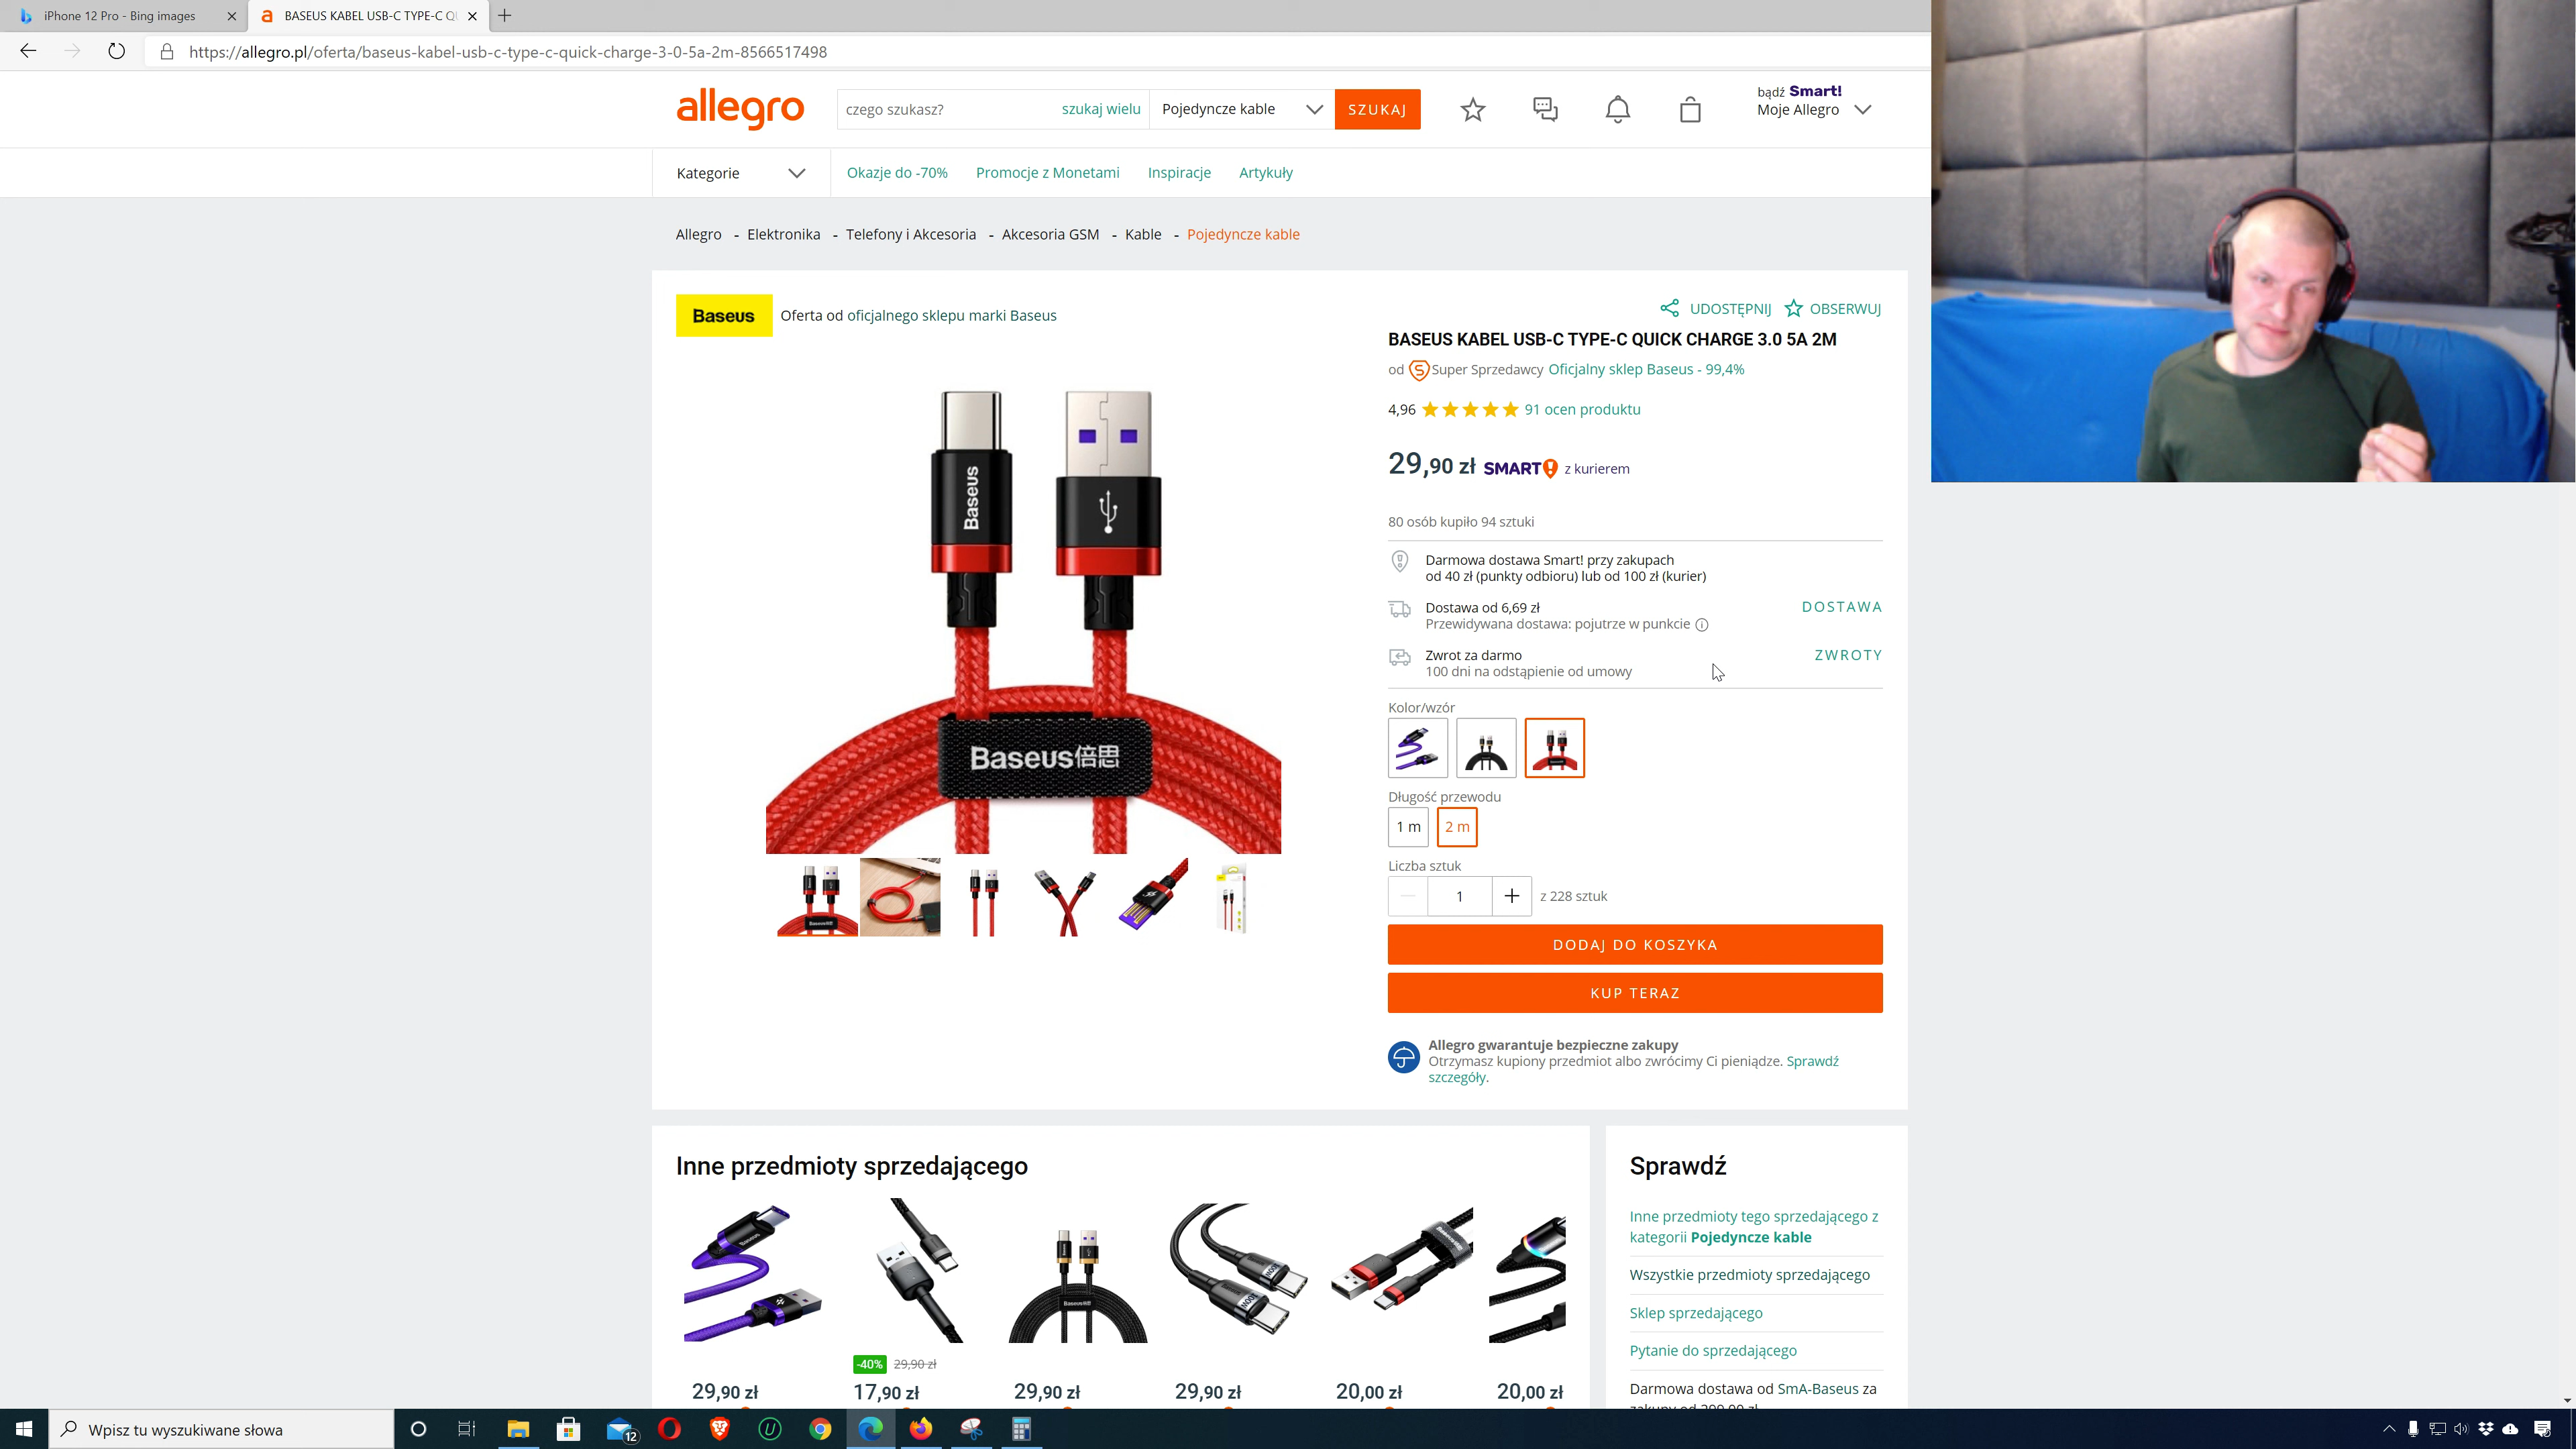 iPhone 12 Pro - Bing images
BASEUS KABEL USB-C TYPE-C QU
https://allegro.pl/oferta/baseus-kabel-usb-c-type-c-quick-charge-3-0-5a-2m-8566517498
allegro
czego szukasz?
szukaj wielu
Pojedyncze kable
SZUKAJ
bądź Smart!
Moje Allegro
Kategorie
Okazje do -70%
Promocje z Monetami
Inspiracje
Artykuły
Allegro - Elektronika - Telefony i Akcesoria - Akcesoria GSM - Kable - Pojedyncze kable
Baseus
Oferta od oficjalnego sklepu marki Baseus
UDOSTĘPNIJ
OBSERWUJ
BASEUS KABEL USB-C TYPE-C QUICK CHARGE 3.0 5A 2M
od Super Sprzedawcy Oficjalny sklep Baseus - 99,4%
4,96 91 ocen produktu
29,90 zł SMART! z kurierem
80 osób kupiło 94 sztuki
Darmowa dostawa Smart! przy zakupach
od 40 zł (punkty odbioru) lub od 100 zł (kurier)
Dostawa od 6,69 zł
DOSTAWA
Przewidywana dostawa: pojutrze w punkcie
Zwrot za darmo
ZWROTY
100 dni na odstąpienie od umowy
Baseus
Baseus倍思
Kolor/wzór
Długość przewodu
1 m
2 m
Liczba sztuk
1
z 228 sztuk
DODAJ DO KOSZYKA
KUP TERAZ
Allegro gwarantuje bezpieczne zakupy
Otrzymasz kupiony przedmiot albo zwrócimy Ci pieniądze. Sprawdź
szczegóły.
Inne przedmioty sprzedającego
-40% 29,90 zł
29,90 zł
17,90 zł
29,90 zł
29,90 zł
20,00 zł
20,00 zł
Sprawdź
Inne przedmioty tego sprzedającego z
kategorii Pojedyncze kable
Wszystkie przedmioty sprzedającego
Sklep sprzedającego
Pytanie do sprzedającego
Darmowa dostawa od SmA-Baseus za
Wpisz tu wyszukiwane słowa
12